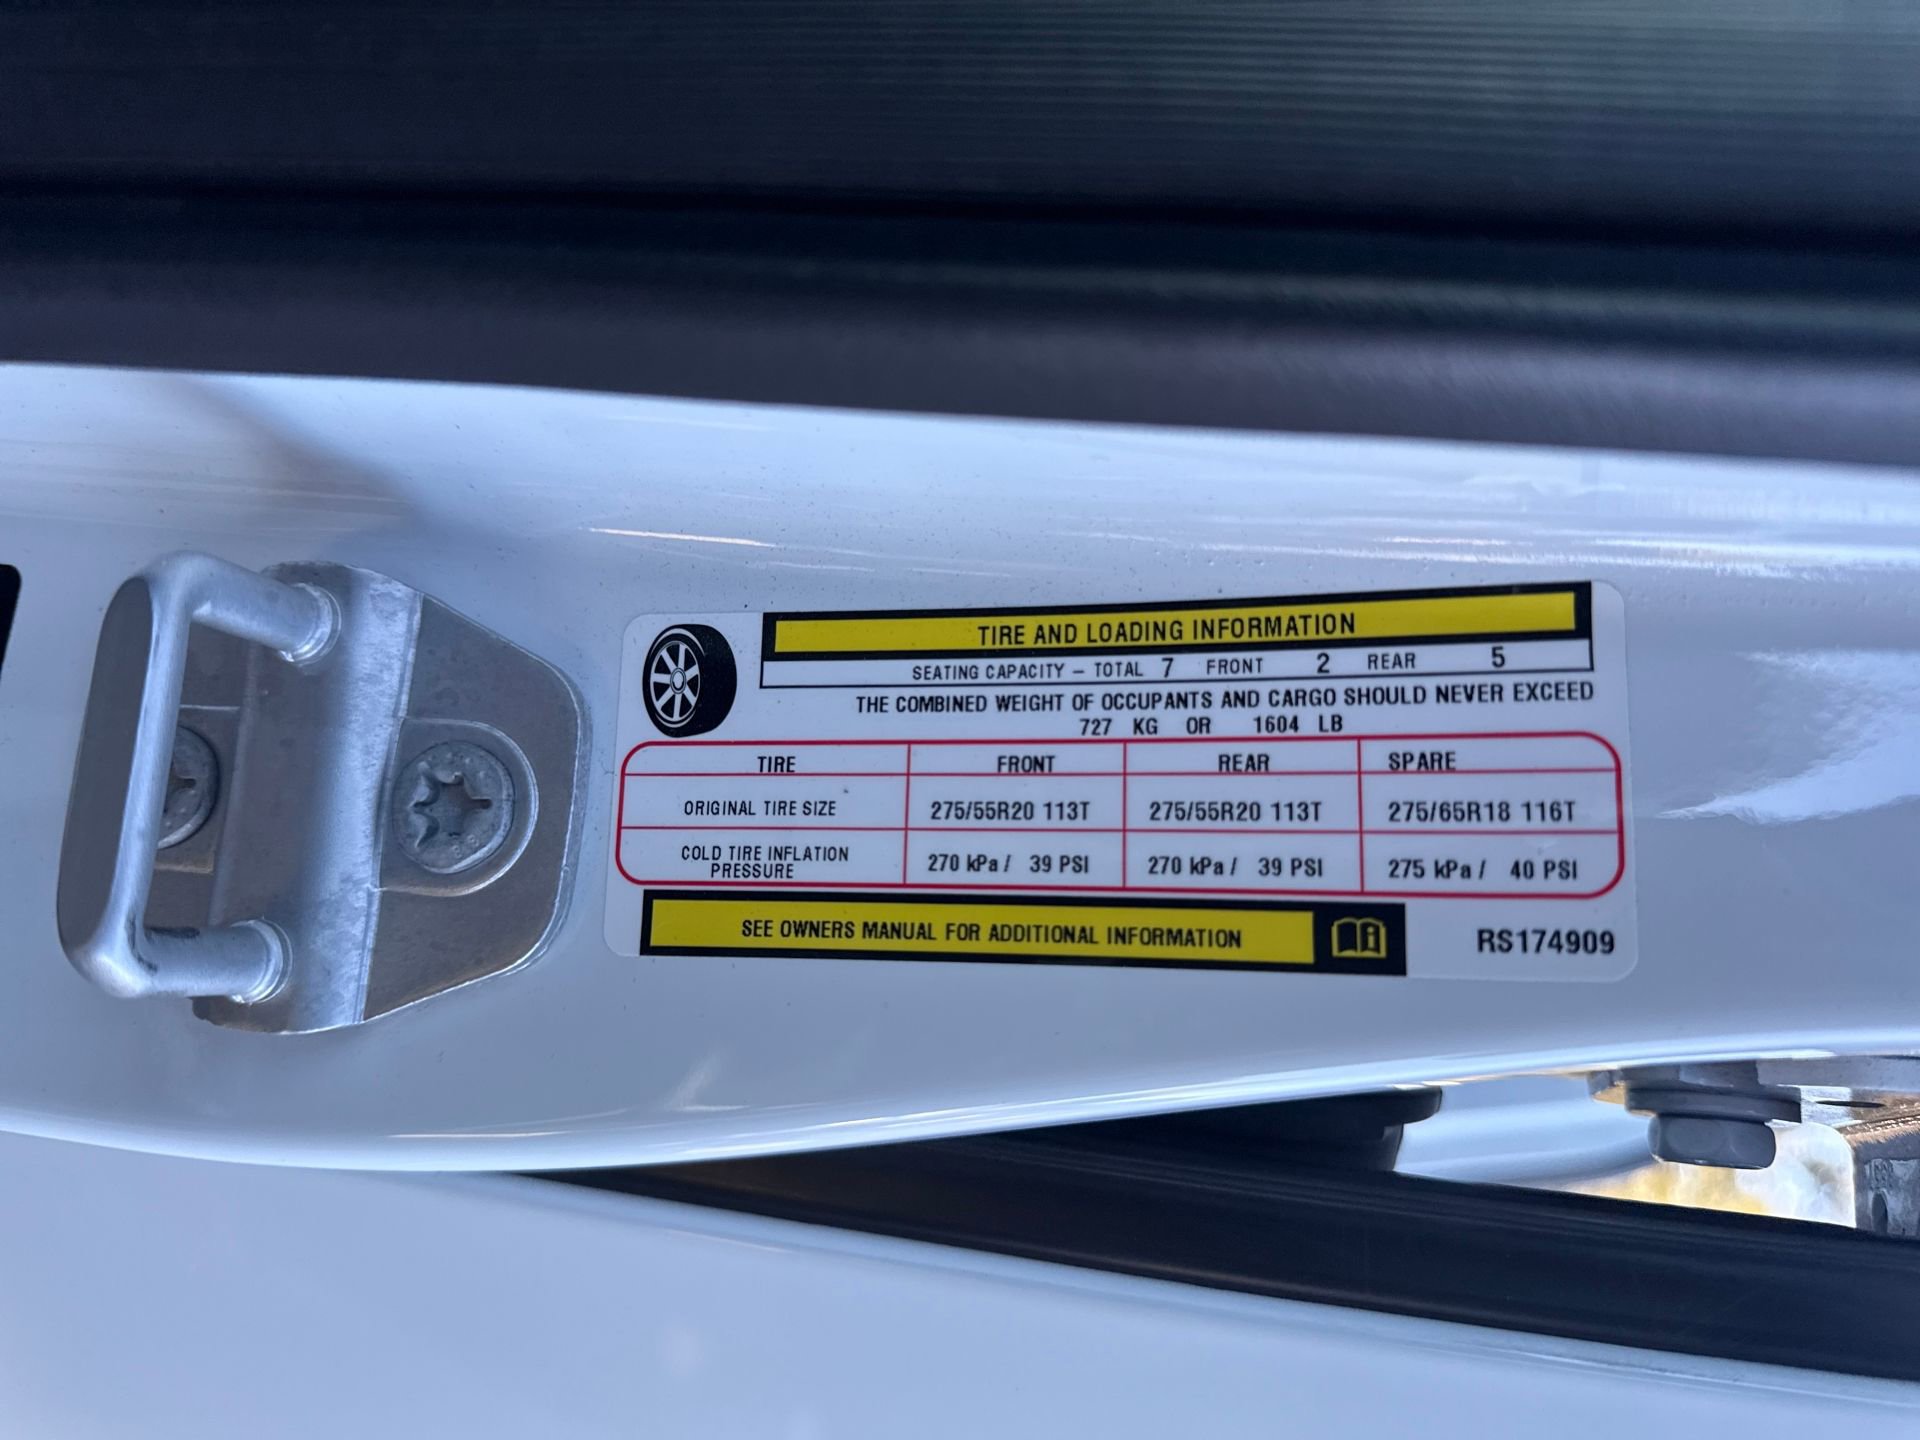 TIRE AND LOADING INFORMATION
SEATING CAPACITY – TOTAL 7 FRONT 2 REAR 5
THE COMBINED WEIGHT OF OCCUPANTS AND CARGO SHOULD NEVER EXCEED
727 KG OR 1604 LB
TIRE FRONT REAR SPARE
ORIGINAL TIRE SIZE 275/55R20 113T 275/55R20 113T 275/65R18 116T
COLD TIRE INFLATION PRESSURE 270 kPa / 39 PSI 270 kPa / 39 PSI 275 kPa / 40 PSI
SEE OWNERS MANUAL FOR ADDITIONAL INFORMATION
RS174909